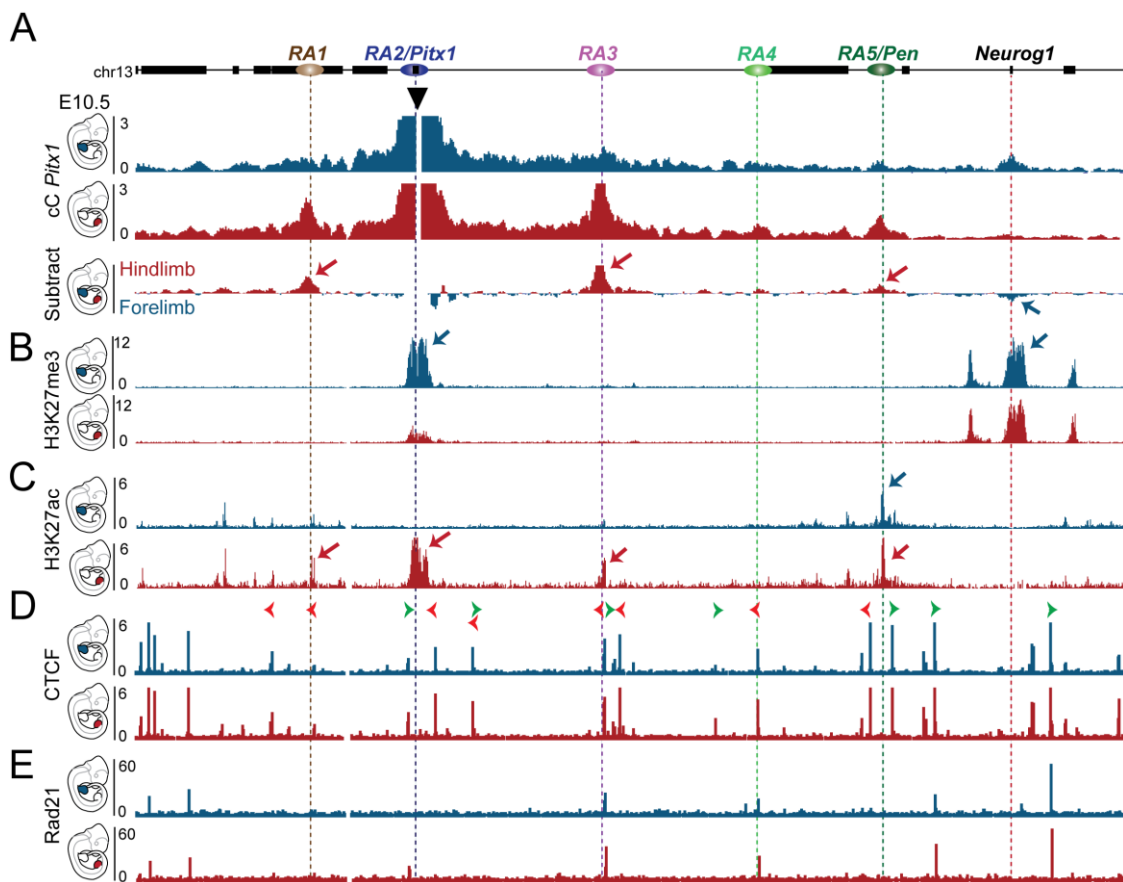 A
RA1 RA2/Pitx1 RA3 RA4 RA5/Pen Neurog1
chr13
E10.5
cC Pitx1
3
0
3
0
Subtract
Hindlimb
Forelimb
B
H3K27me3
12
0
12
0
C
H3K27ac
6
0
6
0
D
CTCF
6
0
6
0
E
Rad21
60
0
60
0